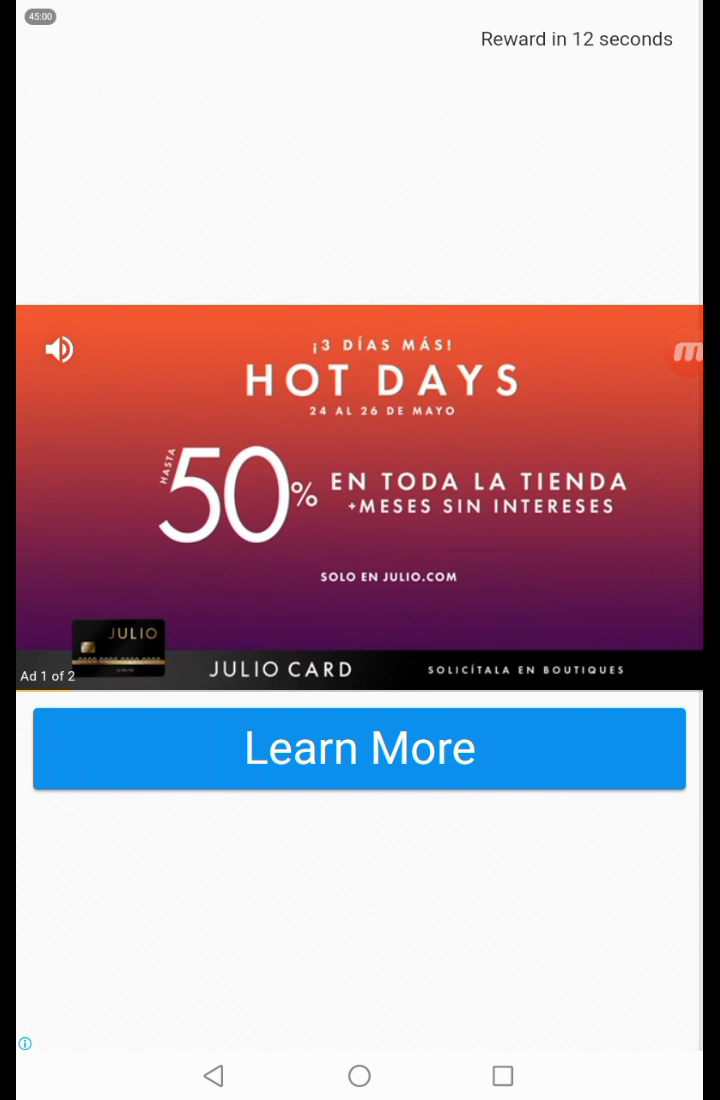 45:00
Reward in 12 seconds
¡3 DÍAS MÁS!
HOT DAYS
24 AL 26 DE MAYO
HASTA
50%
EN TODA LA TIENDA
+MESES SIN INTERESES
SOLO EN JULIO.COM
JULIO
JULIO CARD
SOLICÍTALA EN BOUTIQUES
Ad 1 of 2
Learn More